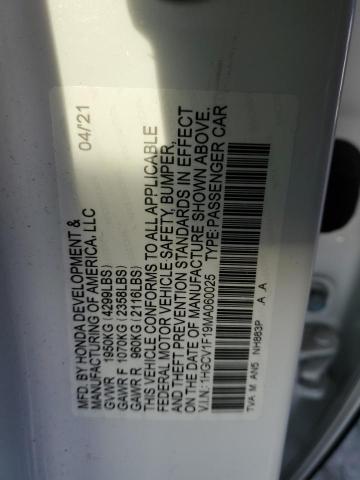 MFD. BY HONDA DEVELOPMENT & 04/21
MANUFACTURING OF AMERICA, LLC
GVWR 1950KG (4299LBS)
GAWR F 1070KG (2358LBS)
GAWR R 960KG (2116LBS)
THIS VEHICLE CONFORMS TO ALL APPLICABLE
FEDERAL MOTOR VEHICLE SAFETY, BUMPER,
AND THEFT PREVENTION STANDARDS IN EFFECT
ON THE DATE OF MANUFACTURE SHOWN ABOVE.
V.I.N.: 1HGCV1F19MA060025 TYPE: PASSENGER CAR
TVA M AN5 NH883P A A